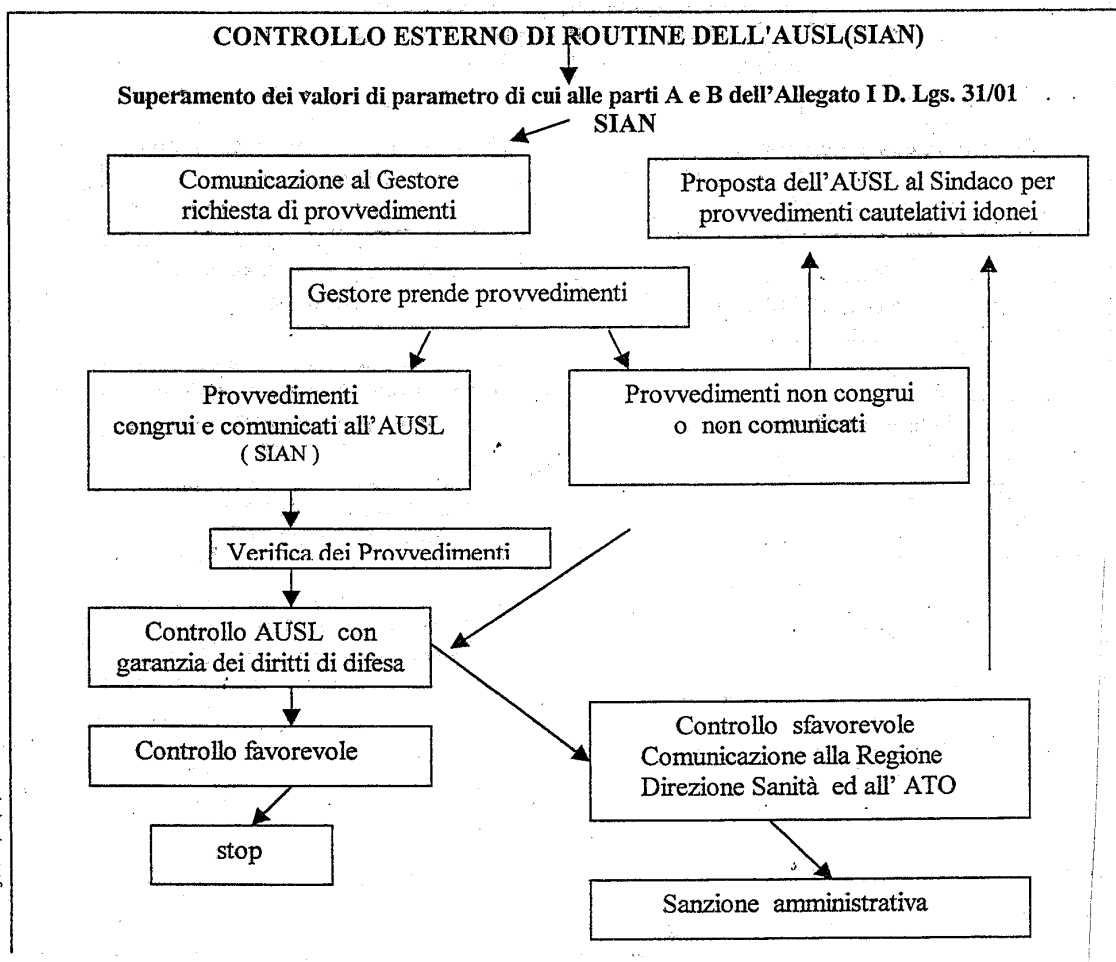 CONTROLLO ESTERNO DI ROUTINE DELL'AUSL(SIAN)
Superamento dei valori di parametro di cui alle parti A e B dell'Allegato I D. Lgs. 31/01
SIAN
Comunicazione al Gestore
richiesta di provvedimenti
Proposta dell'AUSL al Sindaco per
provvedimenti cautelativi idonei
Gestore prende provvedimenti
Provvedimenti
congrui e comunicati all'AUSL
( SIAN )
Provvedimenti non congrui
o non comunicati
Verifica dei Provvedimenti
Controllo AUSL con
garanzia dei diritti di difesa
Controllo favorevole
stop
Controllo sfavorevole
Comunicazione alla Regione
Direzione Sanità ed all' ATO
Sanzione amministrativa